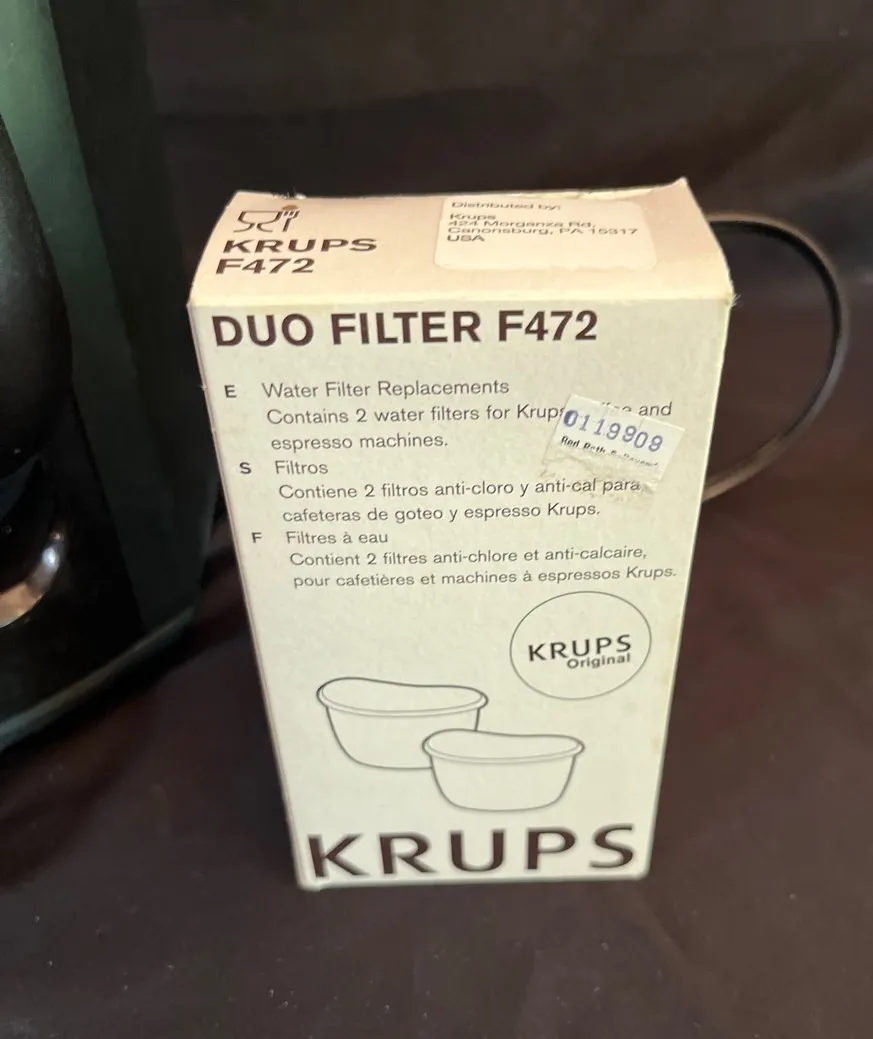 KRUPS
F472
Distributed by:
Krups
424 Morganza Rd.
Canonsburg, PA 15317
USA
DUO FILTER F472
E Water Filter Replacements
Contains 2 water filters for Krups and
espresso machines.
0119909
Bed Bath &
S Filtros
Contiene 2 filtros anti-cloro y anti-cal para
cafeteras de goteo y espresso Krups.
F Filtres à eau
Contient 2 filtres anti-chlore et anti-calcaire,
pour cafetières et machines à espressos Krups.
KRUPS
Original
KRUPS